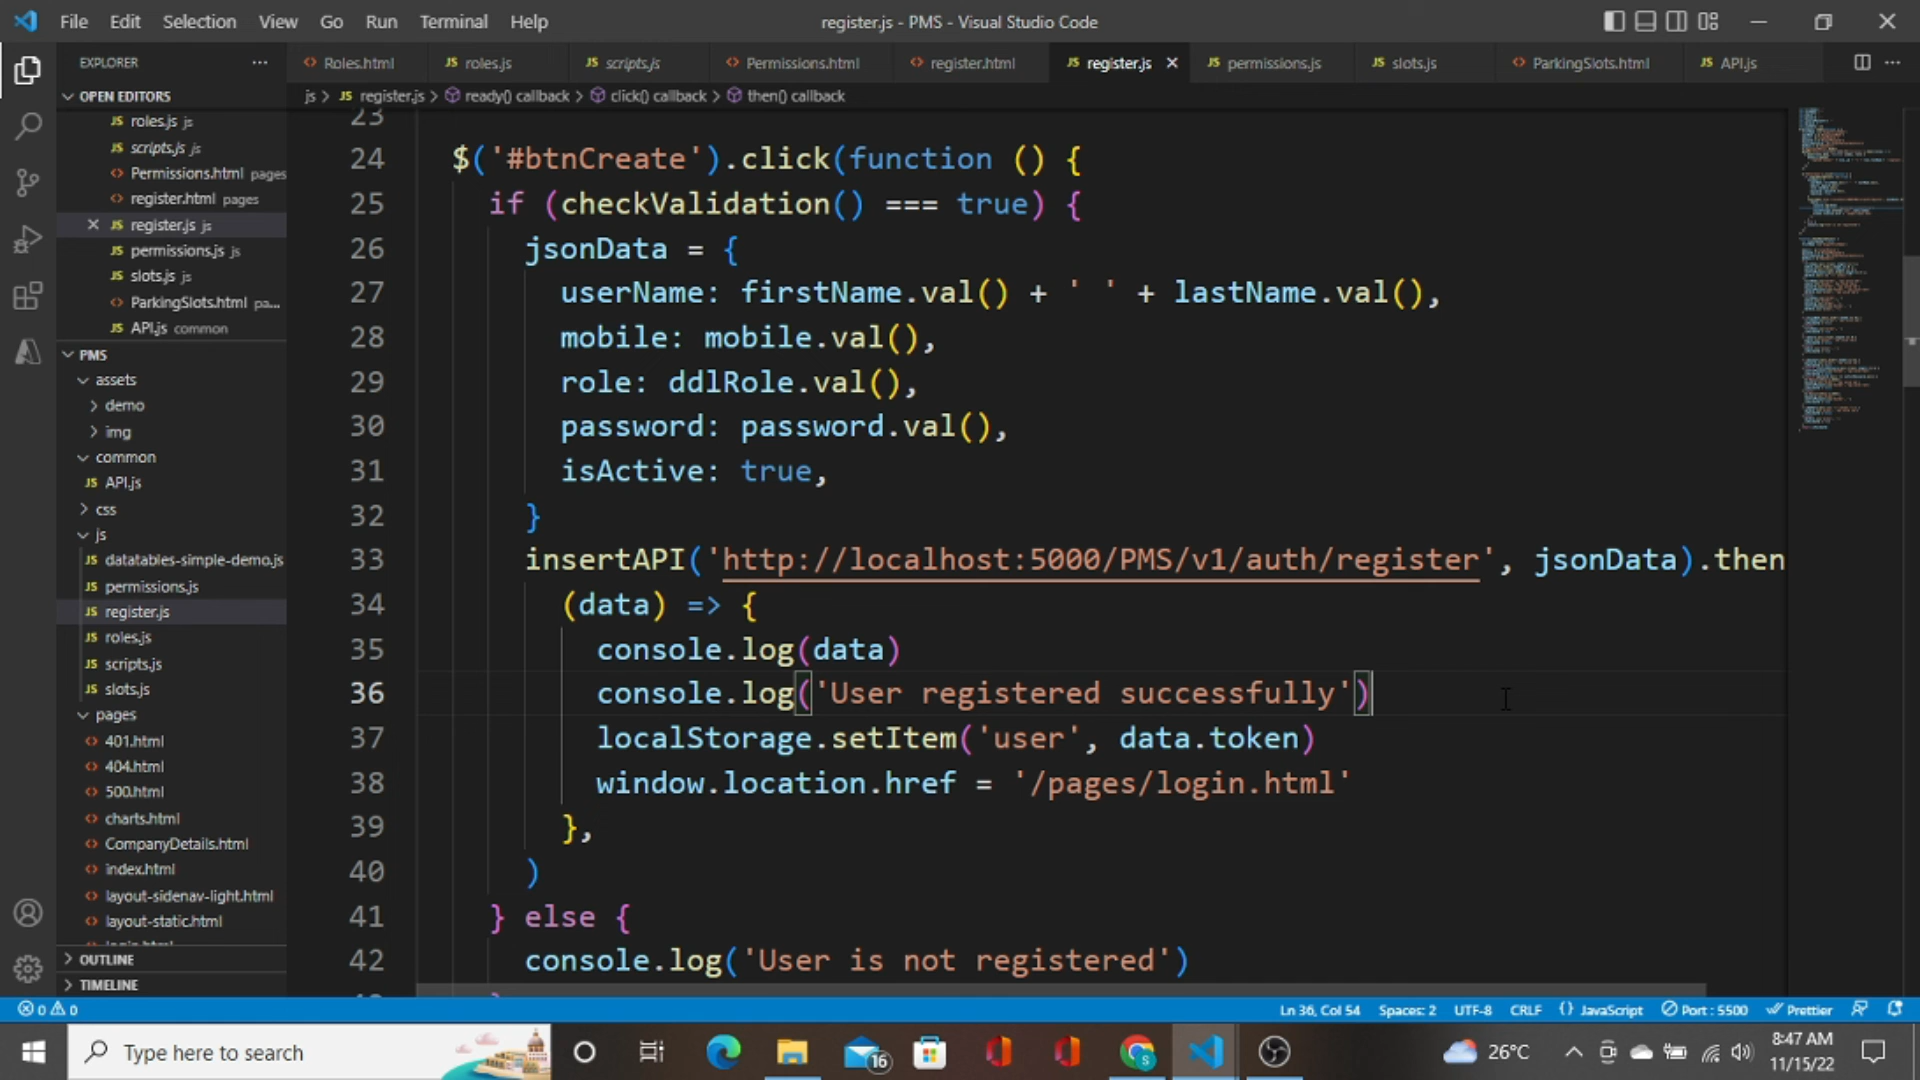 File Edit Selection View Go Run Terminal Help
register.js - PMS - Visual Studio Code
EXPLORER
Roles.html roles.js scripts.js Permissions.html register.html register.js permissions.js slots.js ParkingSlots.html API.js
js > register.js > ready() callback > click() callback > then() callback
OPEN EDITORS
roles.js js
scripts.js js
Permissions.html pages
register.html pages
register.js js
permissions.js js
slots.js js
ParkingSlots.html pa...
API.js common
PMS
assets
demo
img
common
API.js
css
js
datatables-simple-demo.js
permissions.js
register.js
roles.js
scripts.js
slots.js
pages
401.html
404.html
500.html
charts.html
CompanyDetails.html
index.html
layout-sidenav-light.html
layout-static.html
login.html
OUTLINE
TIMELINE
23
24 $('#btnCreate').click(function () {
25 if (checkValidation() === true) {
26 jsonData = {
27 userName: firstName.val() + ' ' + lastName.val(),
28 mobile: mobile.val(),
29 role: ddlRole.val(),
30 password: password.val(),
31 isActive: true,
32 }
33 insertAPI('http://localhost:5000/PMS/v1/auth/register', jsonData).then
34 (data) => {
35 console.log(data)
36 console.log('User registered successfully')
37 localStorage.setItem('user', data.token)
38 window.location.href = '/pages/login.html'
39 },
40 )
41 } else {
42 console.log('User is not registered')
0 0
Ln 36, Col 54 Spaces: 2 UTF-8 CRLF {} JavaScript Port : 5500 Prettier
Type here to search
16
26°C
8:47 AM
11/15/22